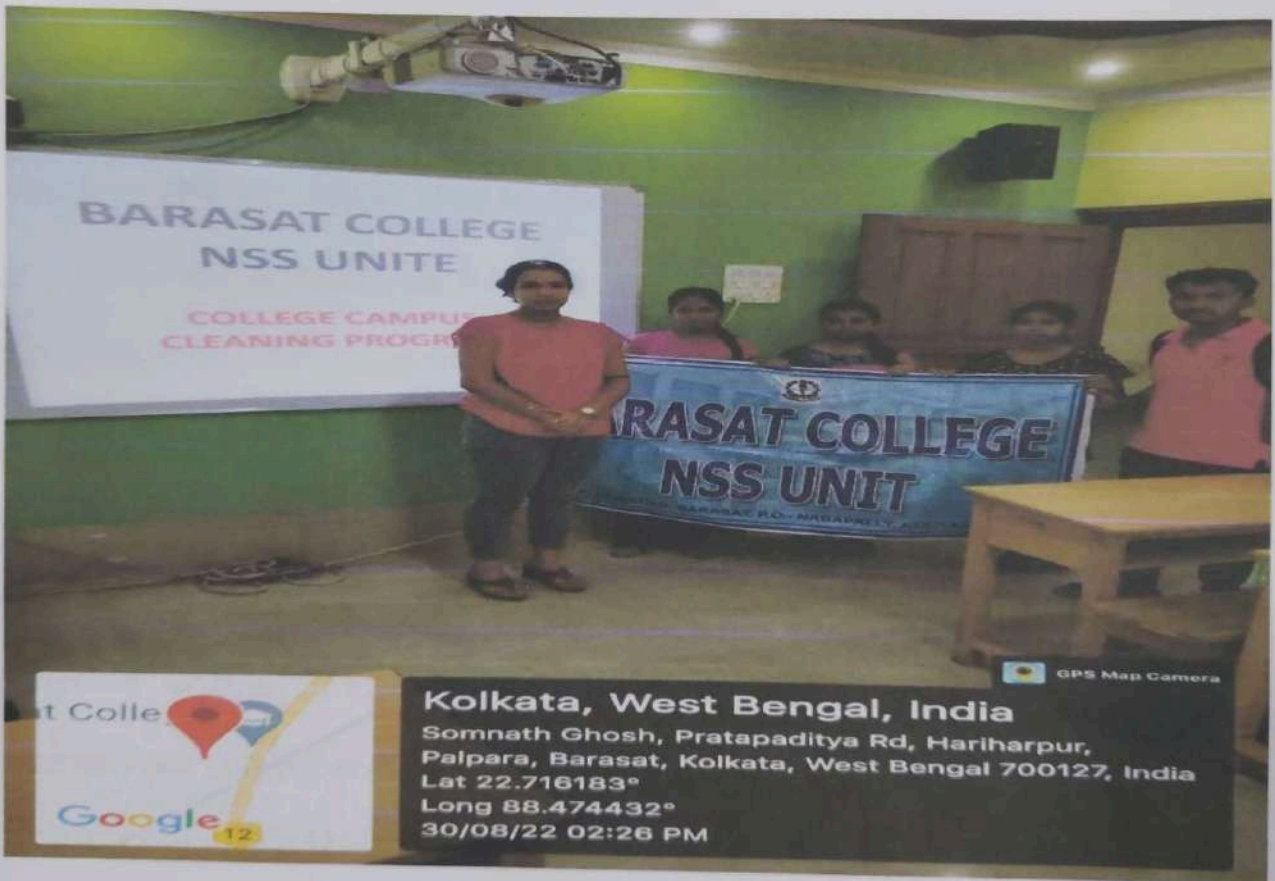 BARASAT COLLEGE
NSS UNITE
COLLEGE CAMPUS
CLEANING PROGR
ARASAT COLLEGE
NSS UNIT
BARASAT, P.O.- NABAPALLY,
GPS Map Camera
t Colle
Google
12
Kolkata, West Bengal, India
Somnath Ghosh, Pratapaditya Rd, Hariharpur,
Palpara, Barasat, Kolkata, West Bengal 700127, India
Lat 22.716183°
Long 88.474432°
30/08/22 02:26 PM